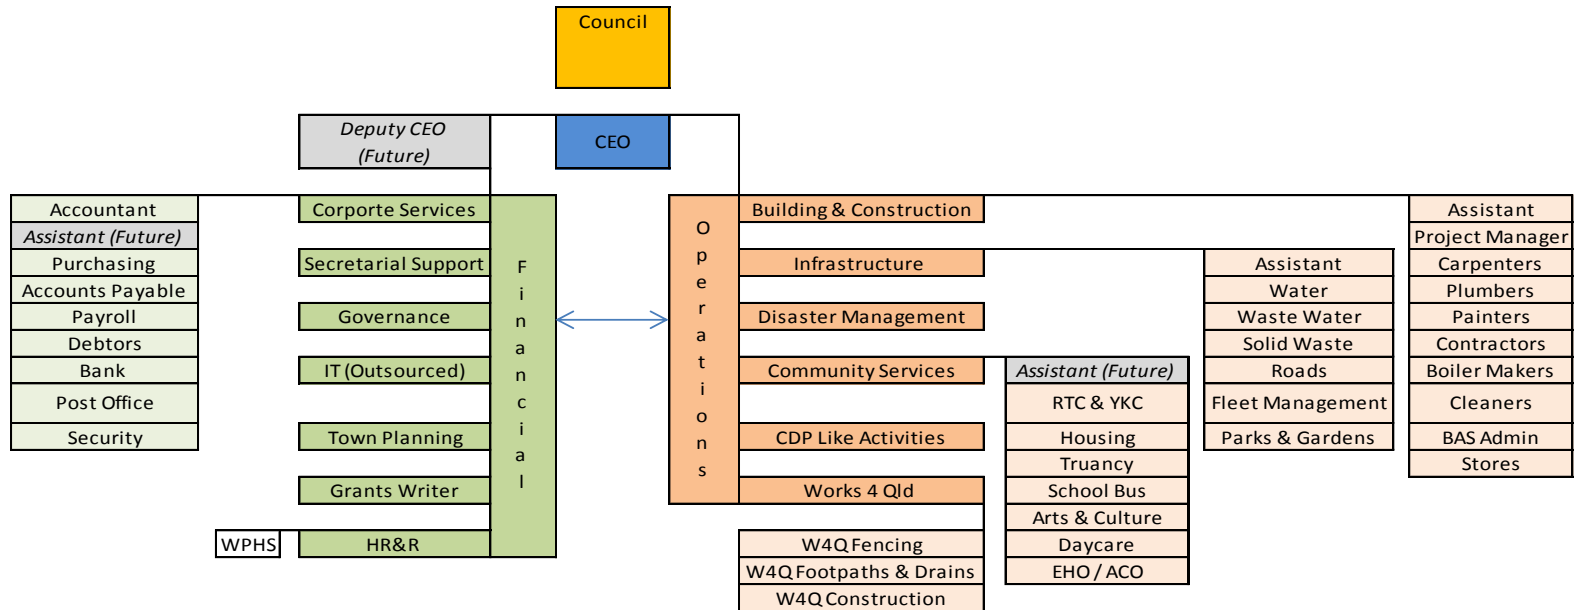 Council
Deputy CEO
(Future)
CEO
Accountant
Assistant (Future)
Purchasing
Accounts Payable
Payroll
Debtors
Bank
Post Office
Security
Corporte Services
Secretarial Support
Governance
IT (Outsourced)
Town Planning
Grants Writer
WPHS
HR&R
Financial
Operations
Building & Construction
Infrastructure
Disaster Management
Community Services
CDP Like Activities
Works 4 Qld
W4Q Fencing
W4Q Footpaths & Drains
W4Q Construction
Assistant (Future)
RTC & YKC
Housing
Truancy
School Bus
Arts & Culture
Daycare
EHO / ACO
Assistant
Water
Waste Water
Solid Waste
Roads
Fleet Management
Parks & Gardens
Assistant
Project Manager
Carpenters
Plumbers
Painters
Contractors
Boiler Makers
Cleaners
BAS Admin
Stores